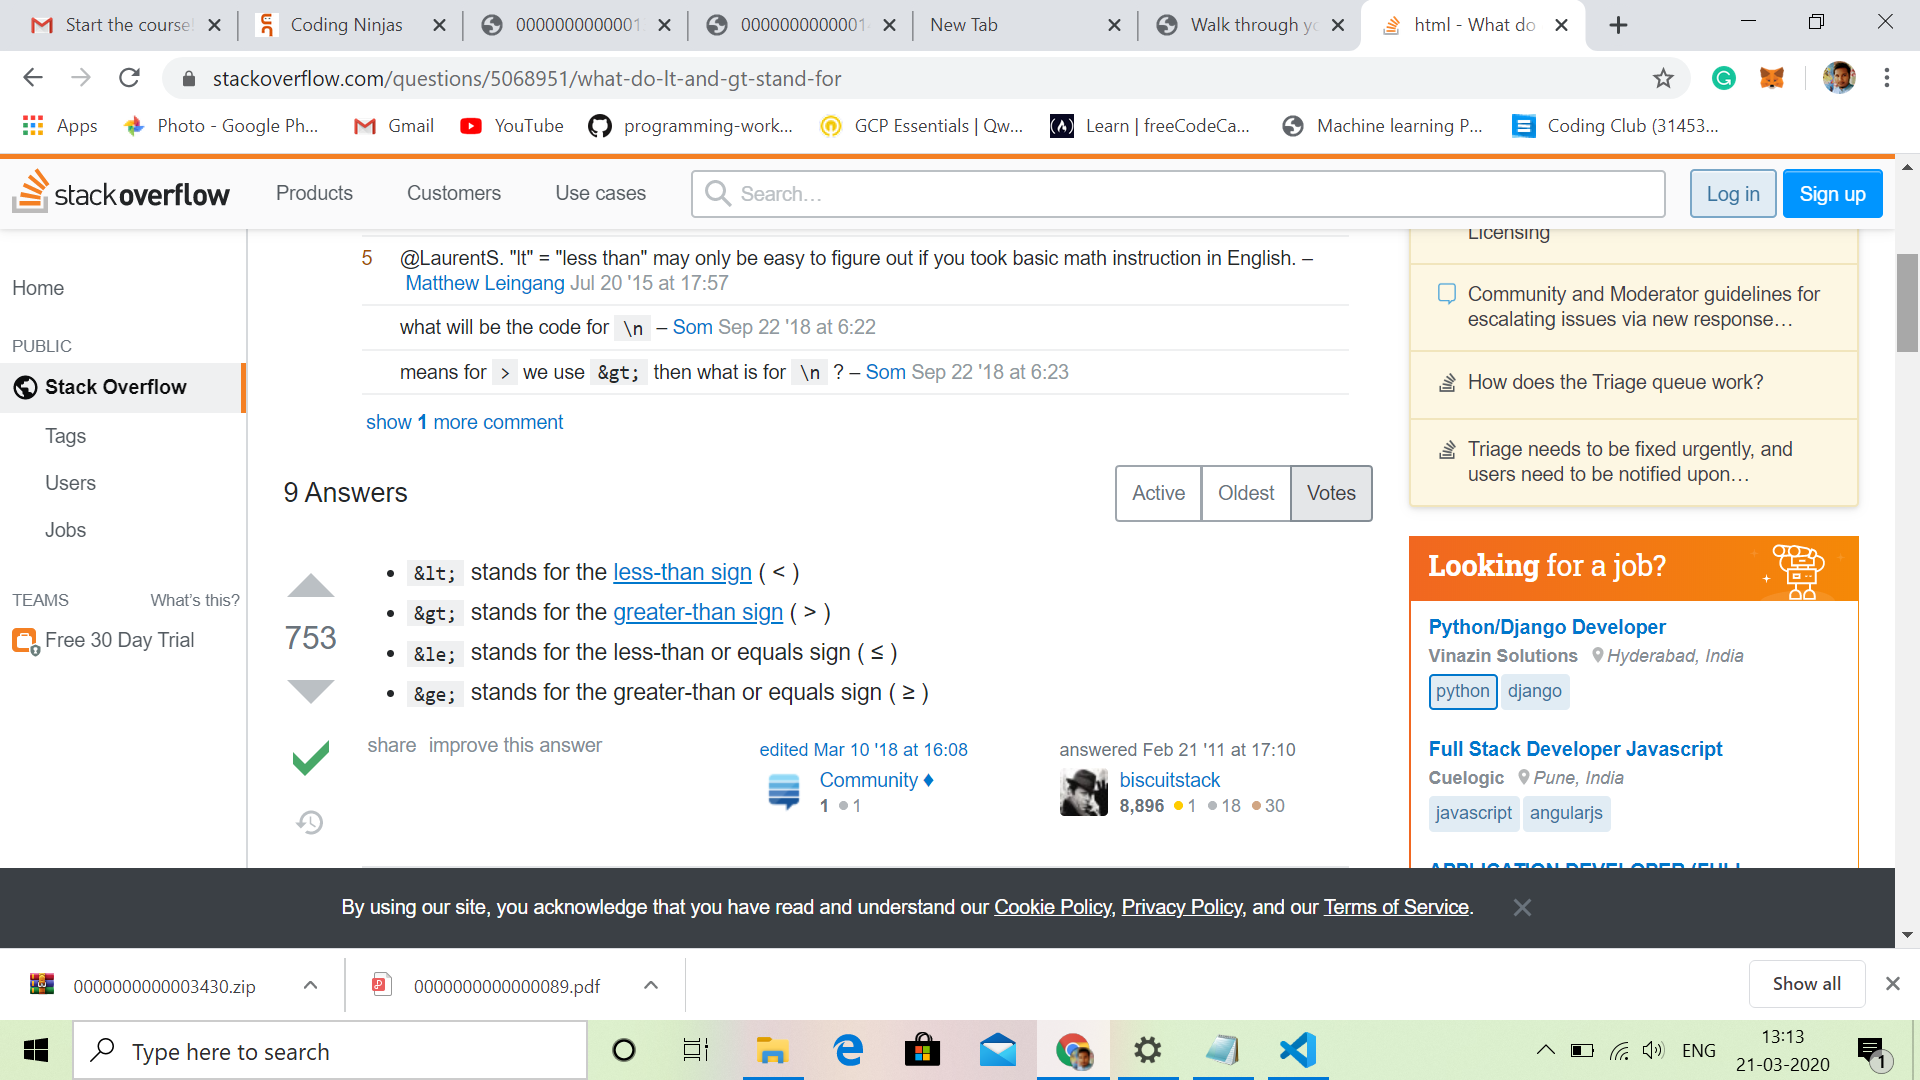 Start the course!
Coding Ninjas
New Tab
Walk through yo
html - What do
stackoverflow.com/questions/5068951/what-do-lt-and-gt-stand-for
Apps
Photo - Google Ph...
Gmail
YouTube
programming-work...
GCP Essentials | Qw...
Learn | freeCodeCa...
Machine learning P...
Coding Club (31453...
stackoverflow
Products
Customers
Use cases
Search…
Log in
Sign up
Home
PUBLIC
Stack Overflow
Tags
Users
Jobs
TEAMS What's this?
Free 30 Day Trial
5 @LaurentS. "lt" = "less than" may only be easy to figure out if you took basic math instruction in English. –
Matthew Leingang Jul 20 '15 at 17:57
what will be the code for \n – Som Sep 22 '18 at 6:22
means for > we use &gt; then what is for \n ? – Som Sep 22 '18 at 6:23
show 1 more comment
9 Answers
Active
Oldest
Votes
753
&lt; stands for the less-than sign ( < )
&gt; stands for the greater-than sign ( > )
&le; stands for the less-than or equals sign ( ≤ )
&ge; stands for the greater-than or equals sign ( ≥ )
share improve this answer
edited Mar 10 '18 at 16:08
Community ♦
1 ●1
answered Feb 21 '11 at 17:10
biscuitstack
8,896 ●1 ●18 ●30
Licensing
Community and Moderator guidelines for
escalating issues via new response…
How does the Triage queue work?
Triage needs to be fixed urgently, and
users need to be notified upon…
Looking for a job?
Python/Django Developer
Vinazin Solutions Hyderabad, India
python django
Full Stack Developer Javascript
Cuelogic Pune, India
javascript angularjs
APPLICATION DEVELOPER (FULL
By using our site, you acknowledge that you have read and understand our Cookie Policy, Privacy Policy, and our Terms of Service.
0000000000003430.zip
0000000000000089.pdf
Show all
Type here to search
ENG
13:13
21-03-2020
1